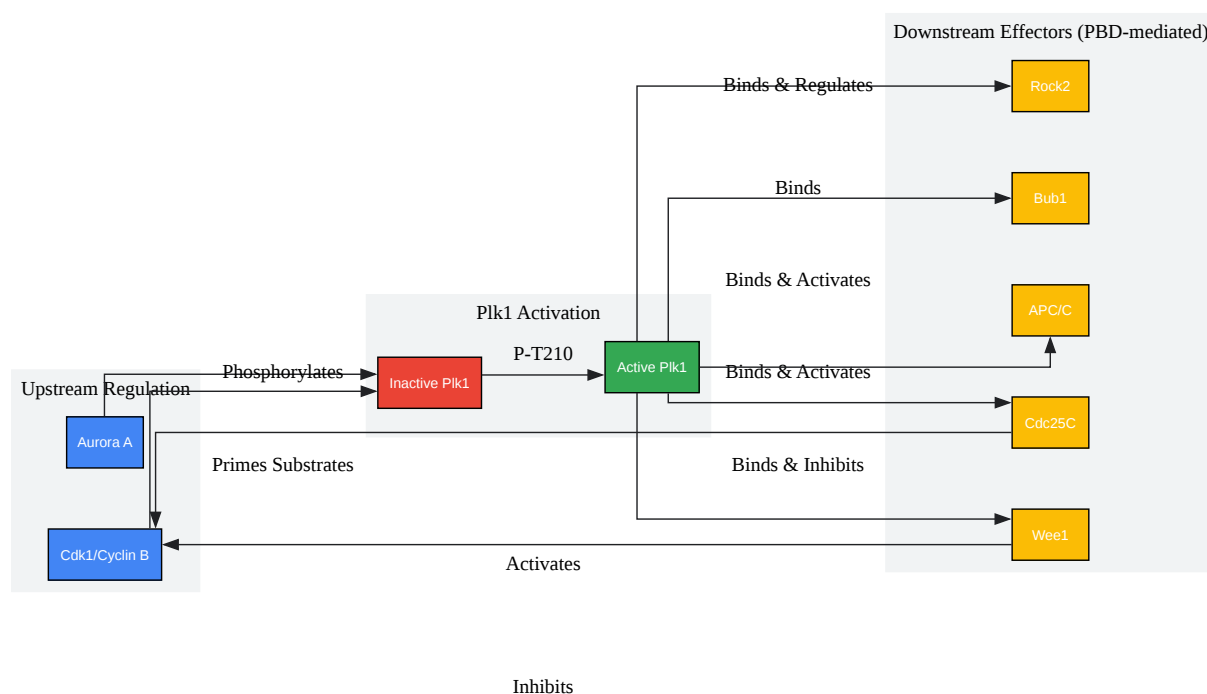 Downstream Effectors (PBD-mediated)
Binds & Regulates
Rock2
Binds
Bub1
Binds & Activates
APC/C
Plk1 Activation
P-T210
Active Plk1
Inactive Plk1
Phosphorylates
Binds & Activates
Upstream Regulation
Cdc25C
Aurora A
Primes Substrates
Binds & Inhibits
Wee1
Cdk1/Cyclin B
Activates
Inhibits